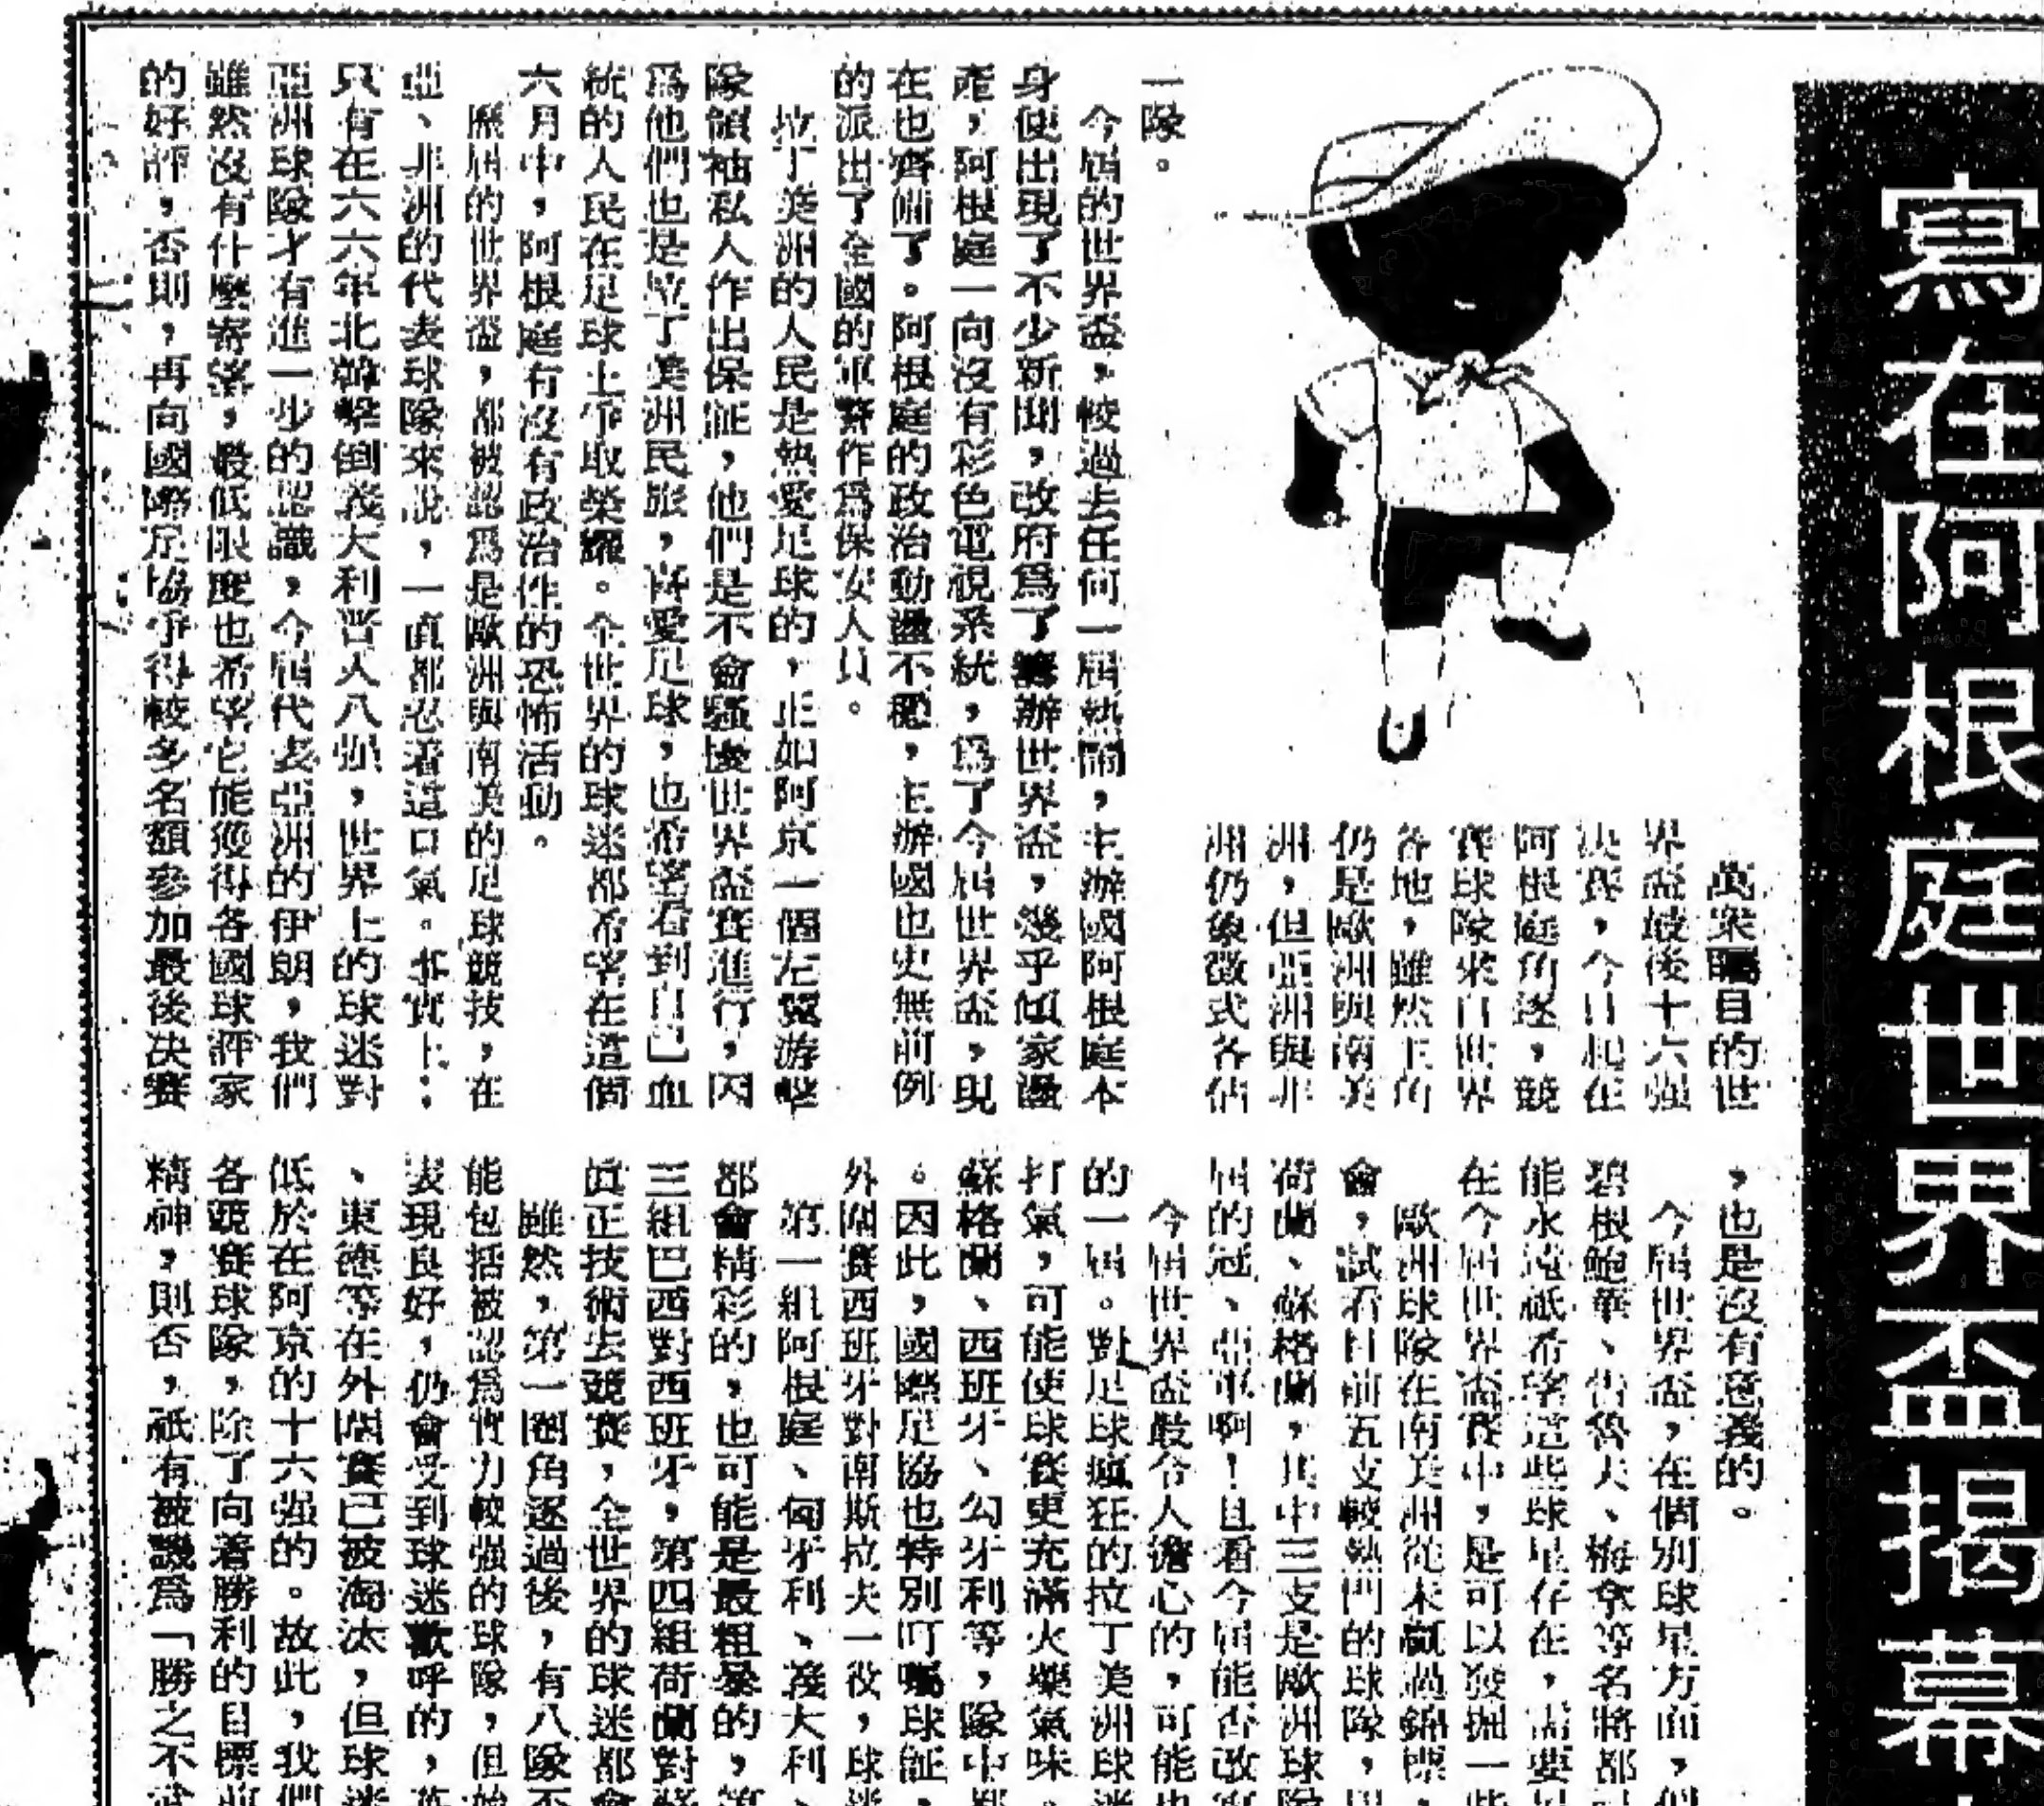 寫在阿根庭世界盃揭幕
萬衆矚目的世
界盃最後十六强
决賽，今日起在
阿根庭角逐，競
賽球隊來自世界
各地，雖然主角
仍是歐洲與南美
洲，但亞洲與非
洲仍象徵式各佔
一隊。
今屆的世界盃，較過去任何一屆熱鬧，主辦國阿根庭本
身便出現了不少新聞，政府爲了籌辦世界盃，幾乎傾家蕩
產，阿根庭一向沒有彩色電視系統，爲了今屆世界盃，現
在也齊備了。阿根庭的政治動盪不穩，主辦國也史無前例
的派出了全國的軍警作爲保安人員。
拉丁美洲的人民是熱愛足球的，正如阿京一個左翼游擊
隊領袖私人作出保証，他們是不會騷擾世界盃賽進行，因
爲他們也是拉丁美洲民族，喜愛足球，也希望看到自己血
統的人民在足球上爭取榮耀。全世界的球迷都希望在這個
六月中，阿根庭有沒有政治性的恐怖活動。
歷屆的世界盃，都被認爲是歐洲與南美的足球競技，在
亞、非洲的代表球隊來說，一直都忍着這口氣。事實上：
只有在六六年北韓擊倒義大利晋入八强，世界上的球迷對
亞洲球隊才有進一步的認識，今屆代表亞洲的伊朗，我們
雖然沒有什麼寄望，最低限度也希望它能獲得各國球評家
的好評，否則，再向國際足協爭得較多名額參加最後决賽
，也是沒有意義的。
今屆世界盃，在個別球星方面，
碧根鮑華、告魯夫、梅拿等名將都
能永遠祇希望這些球星存在，需要
在今屆世界盃賽中，是可以發掘一些
歐洲球隊在南美洲從未贏過錦標，
會，試看目前五支較熱門的球隊，
荷蘭、蘇格蘭，其中三支是歐洲球隊
屆的冠、亞軍啊！且看今屆能否改寫
今屆世界盃最令人擔心的，可能也
的一屆。對足球瘋狂的拉丁美洲球迷
打氣，可能使球賽更充滿火藥氣味。
蘇格蘭、西班牙、匈牙利等，隊中都
。因此，國際足協也特別叮囑球証，
外圍賽西班牙對南斯拉夫一役，球迷
第一組阿根庭、匈牙利、義大利、
都會精彩的，也可能是最粗暴的，第
三組巴西對西班牙，第四組荷蘭對蘇
眞正技術去競賽，全世界的球迷都會
雖然，第一圈角逐過後，有八隊不
能包括被認爲實力較强的球隊，但
表現良好，仍會受到球迷歡呼的，英
、東德等在外圍賽已被淘汰，但球迷
低於在阿京的十六强的。故此，我們
各競賽球隊，除了向着勝利的目標
精神，則否，祇有被譏爲「勝之不武